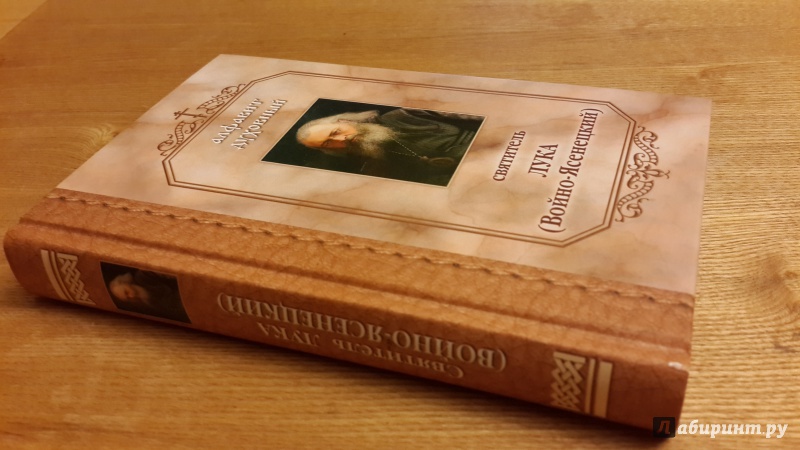 АЛФАВИТ
ДУХОВНЫЙ
СВЯТИТЕЛЬ
ЛУКА
(Войно-Ясенецкий)
Святитель Лука
(Войно-Ясенецкий)
Лабиринт.ру